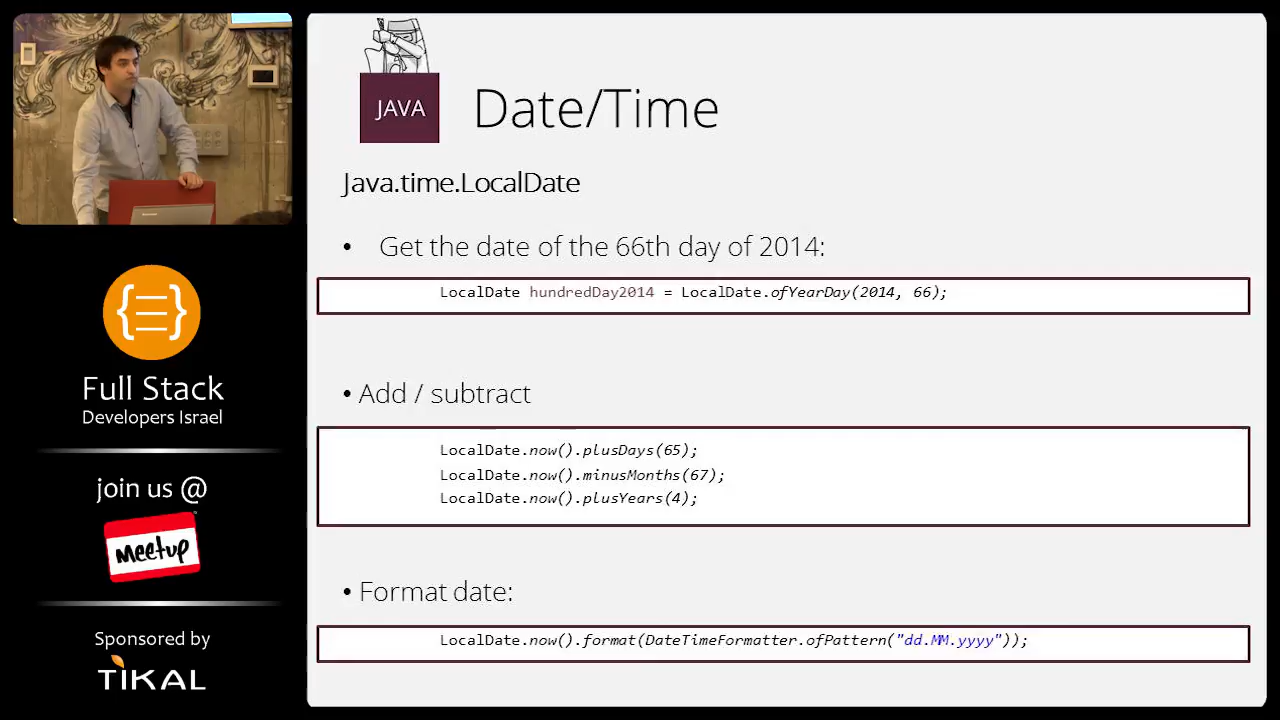 JAVA
Date/Time
Java.time.LocalDate
• Get the date of the 66th day of 2014:
LocalDate hundredDay2014 = LocalDate.ofYearDay(2014, 66);
• Add / subtract
LocalDate.now().plusDays(65);
LocalDate.now().minusMonths(67);
LocalDate.now().plusYears(4);
• Format date:
LocalDate.now().format(DateTimeFormatter.ofPattern("dd.MM.yyyy"));
{ }
Full Stack
Developers Israel
join us @
Meetup
Sponsored by
TIKAL